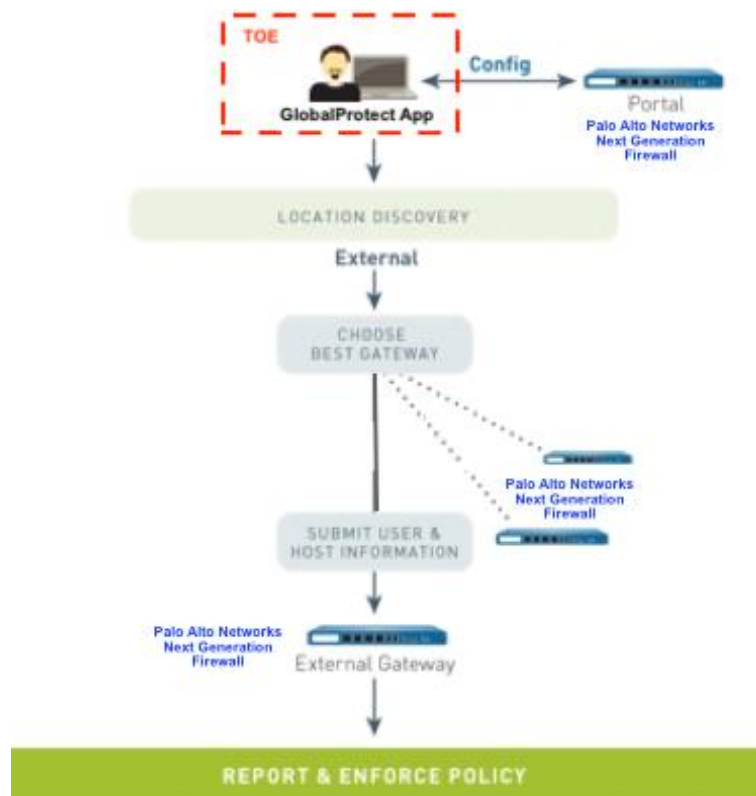 TOE
Config
GlobalProtect App
Portal
Palo Alto Networks
Next Generation
Firewall
LOCATION DISCOVERY
External
CHOOSE
BEST GATEWAY
Palo Alto Networks
Next Generation
Firewall
SUBMIT USER &
HOST INFORMATION
Palo Alto Networks
Next Generation
Firewall
External Gateway
REPORT & ENFORCE POLICY